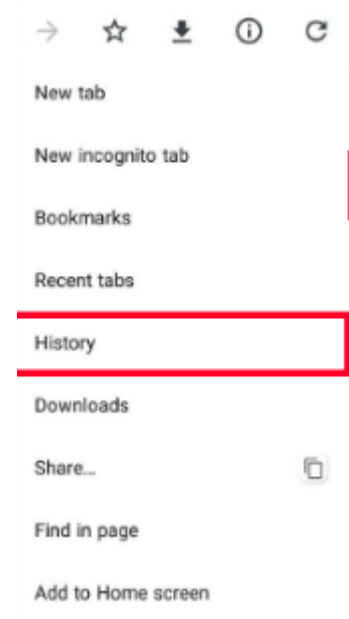 New tab
New incognito tab
Bookmarks
Recent tabs
History
Downloads
Share...
Find in page
Add to Home screen